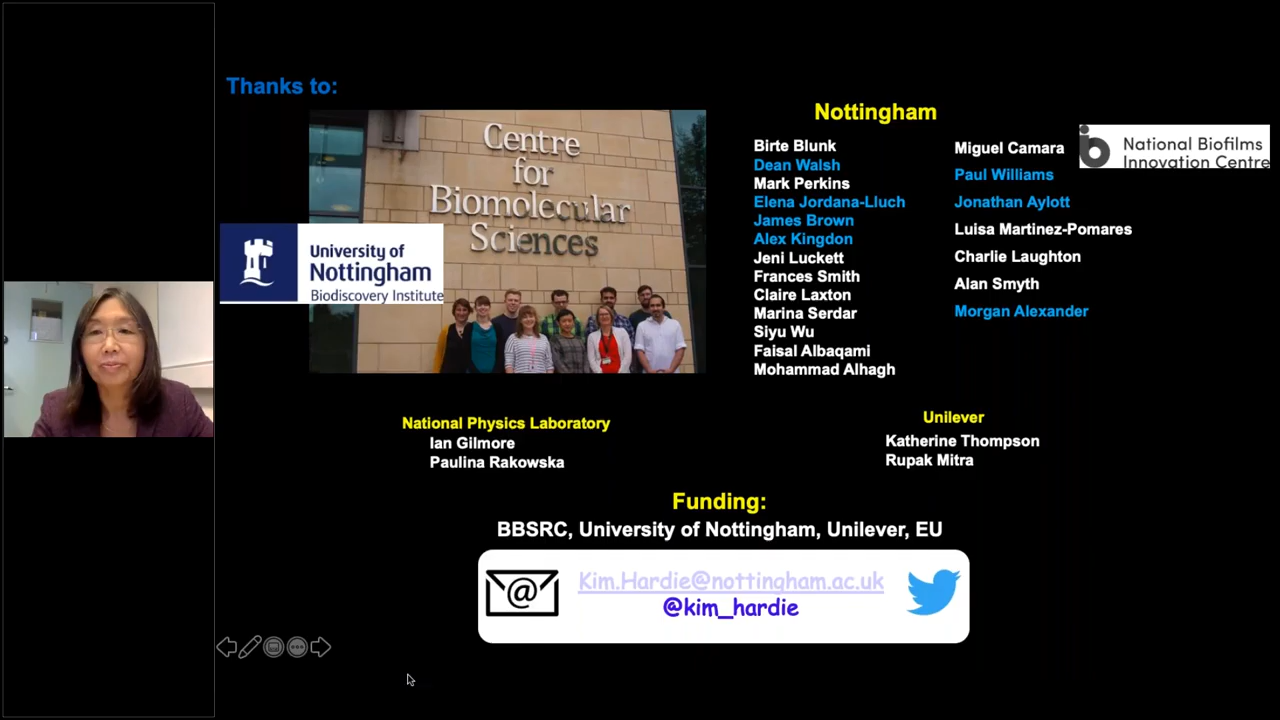 Thanks to:
Centre
for
Biomolecular
Sciences
University of
Nottingham
Biodiscovery Institute
Nottingham
Birte Blunk
Dean Walsh
Mark Perkins
Elena Jordana-Lluch
James Brown
Alex Kingdon
Jeni Luckett
Frances Smith
Claire Laxton
Marina Serdar
Siyu Wu
Faisal Albaqami
Mohammad Alhagh
Miguel Camara
Paul Williams
Jonathan Aylott
Luisa Martinez-Pomares
Charlie Laughton
Alan Smyth
Morgan Alexander
National Biofilms
Innovation Centre
National Physics Laboratory
Ian Gilmore
Paulina Rakowska
Unilever
Katherine Thompson
Rupak Mitra
Funding:
BBSRC, University of Nottingham, Unilever, EU
@
Kim.Hardie@nottingham.ac.uk
@kim_hardie